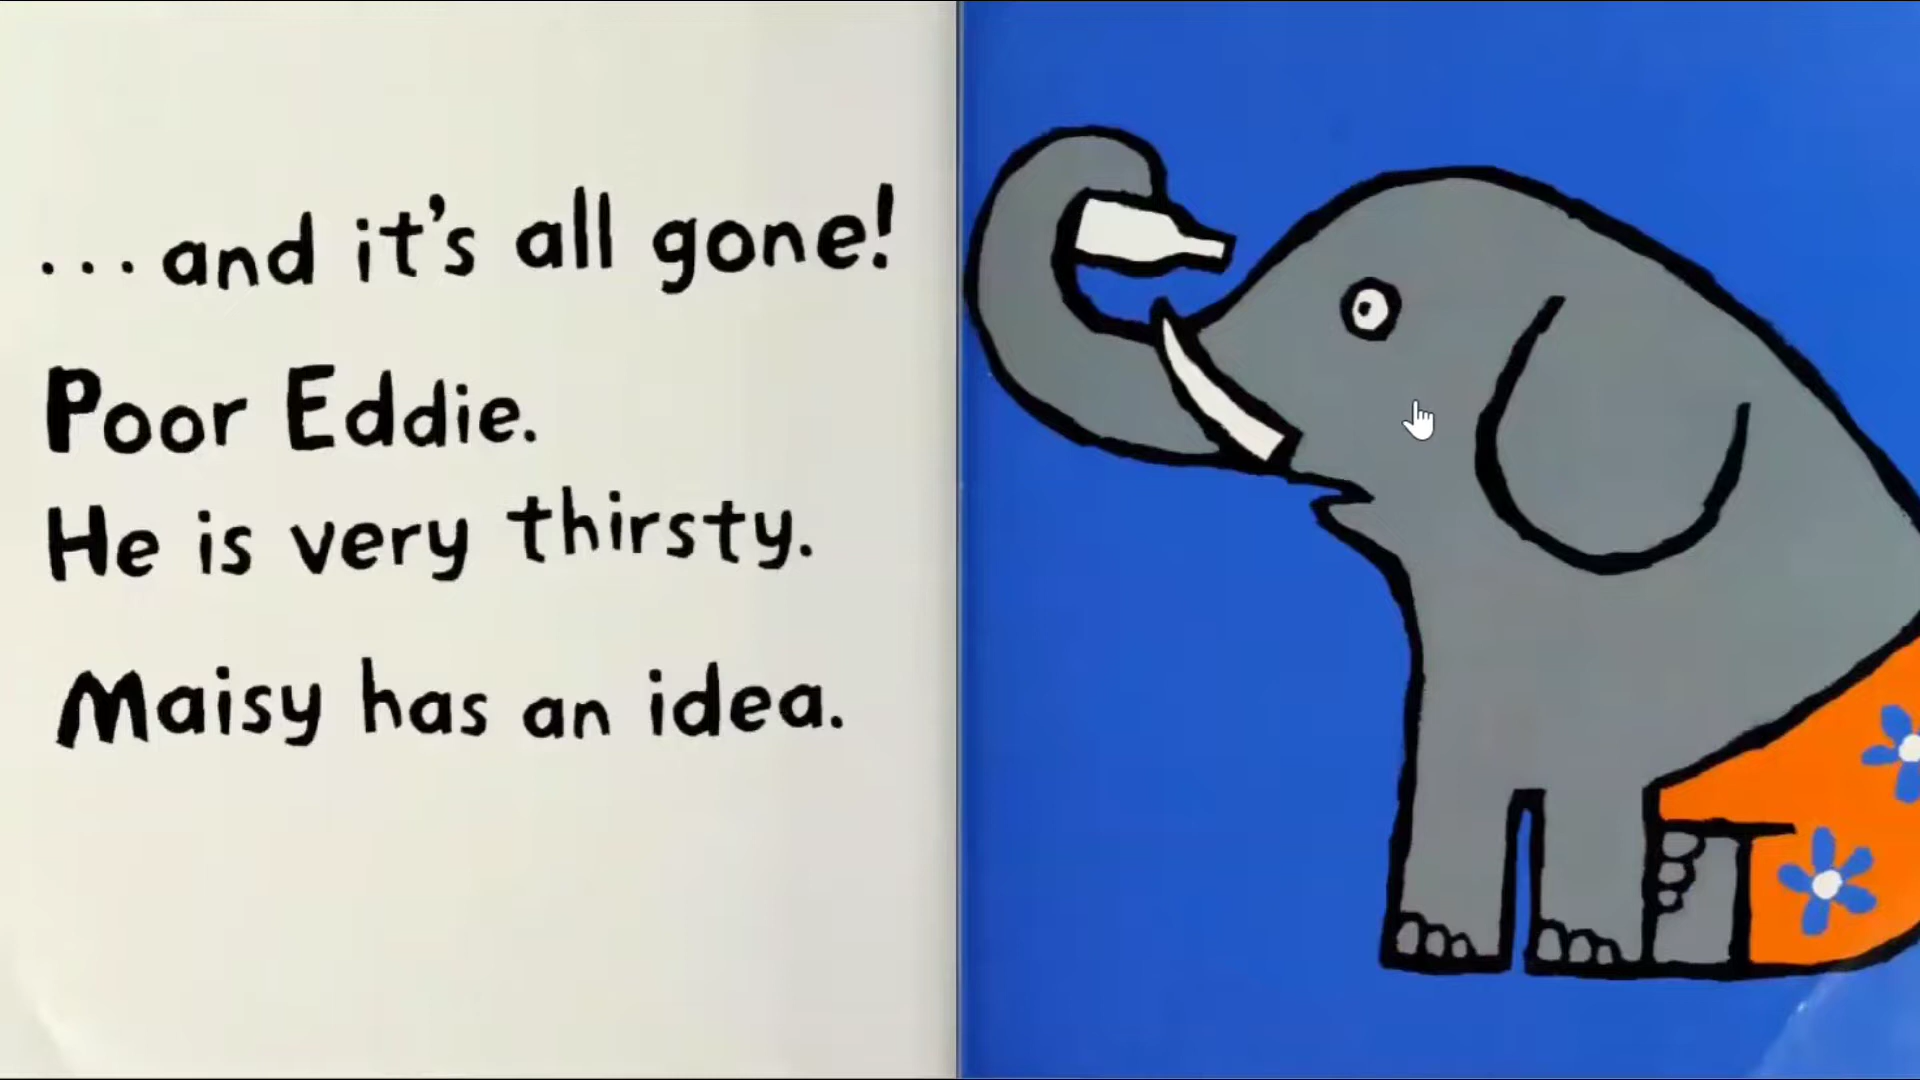 ...and it's all gone!
Poor Eddie.
He is very thirsty.
Maisy has an idea.